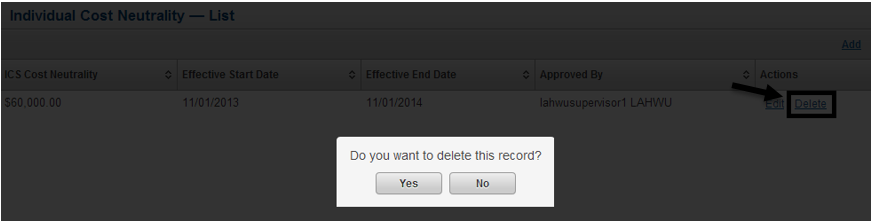 Individual Cost Neutrality — List
Add
ICS Cost Neutrality Effective Start Date Effective End Date Approved By Actions
$60,000.00 11/01/2013 11/01/2014 lahwusupervisor1 LAHWU Edit Delete
Do you want to delete this record?
Yes No